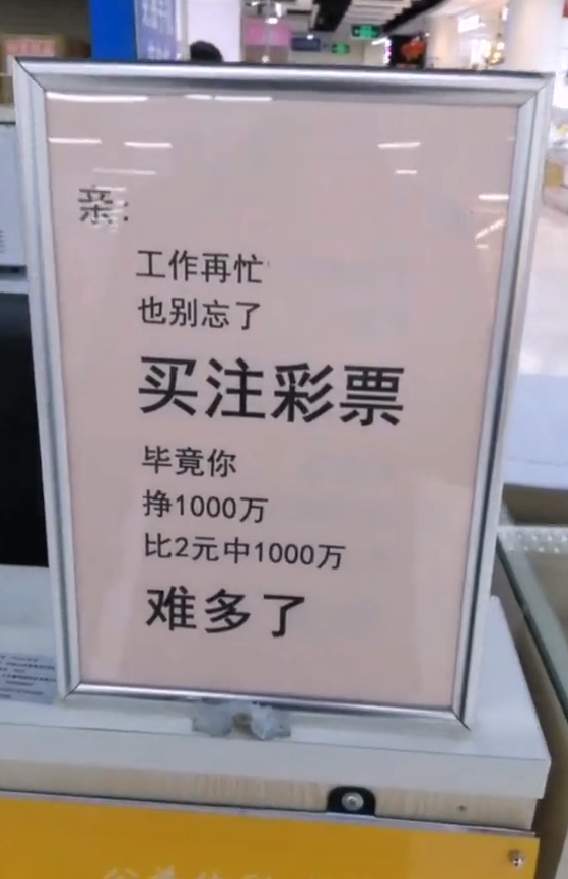 亲:
工作再忙
也别忘了
买注彩票
毕竟你
挣1000万
比2元中1000万
难多了